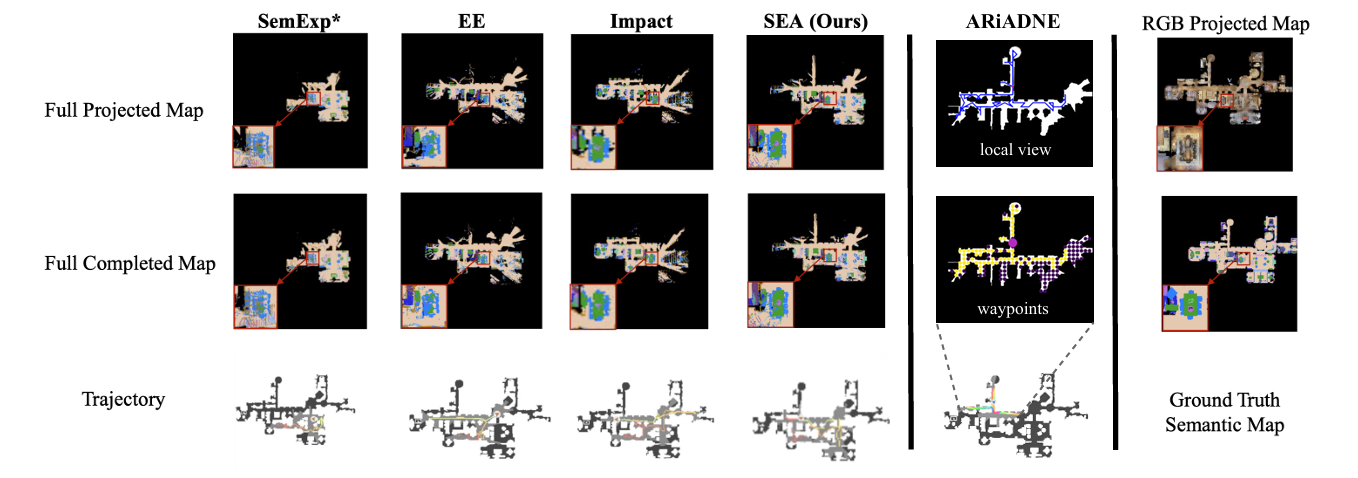 SemExp*
EE
Impact
SEA (Ours)
ARiADNE
RGB Projected Map
Full Projected Map
local view
Full Completed Map
waypoints
Trajectory
Ground Truth
Semantic Map